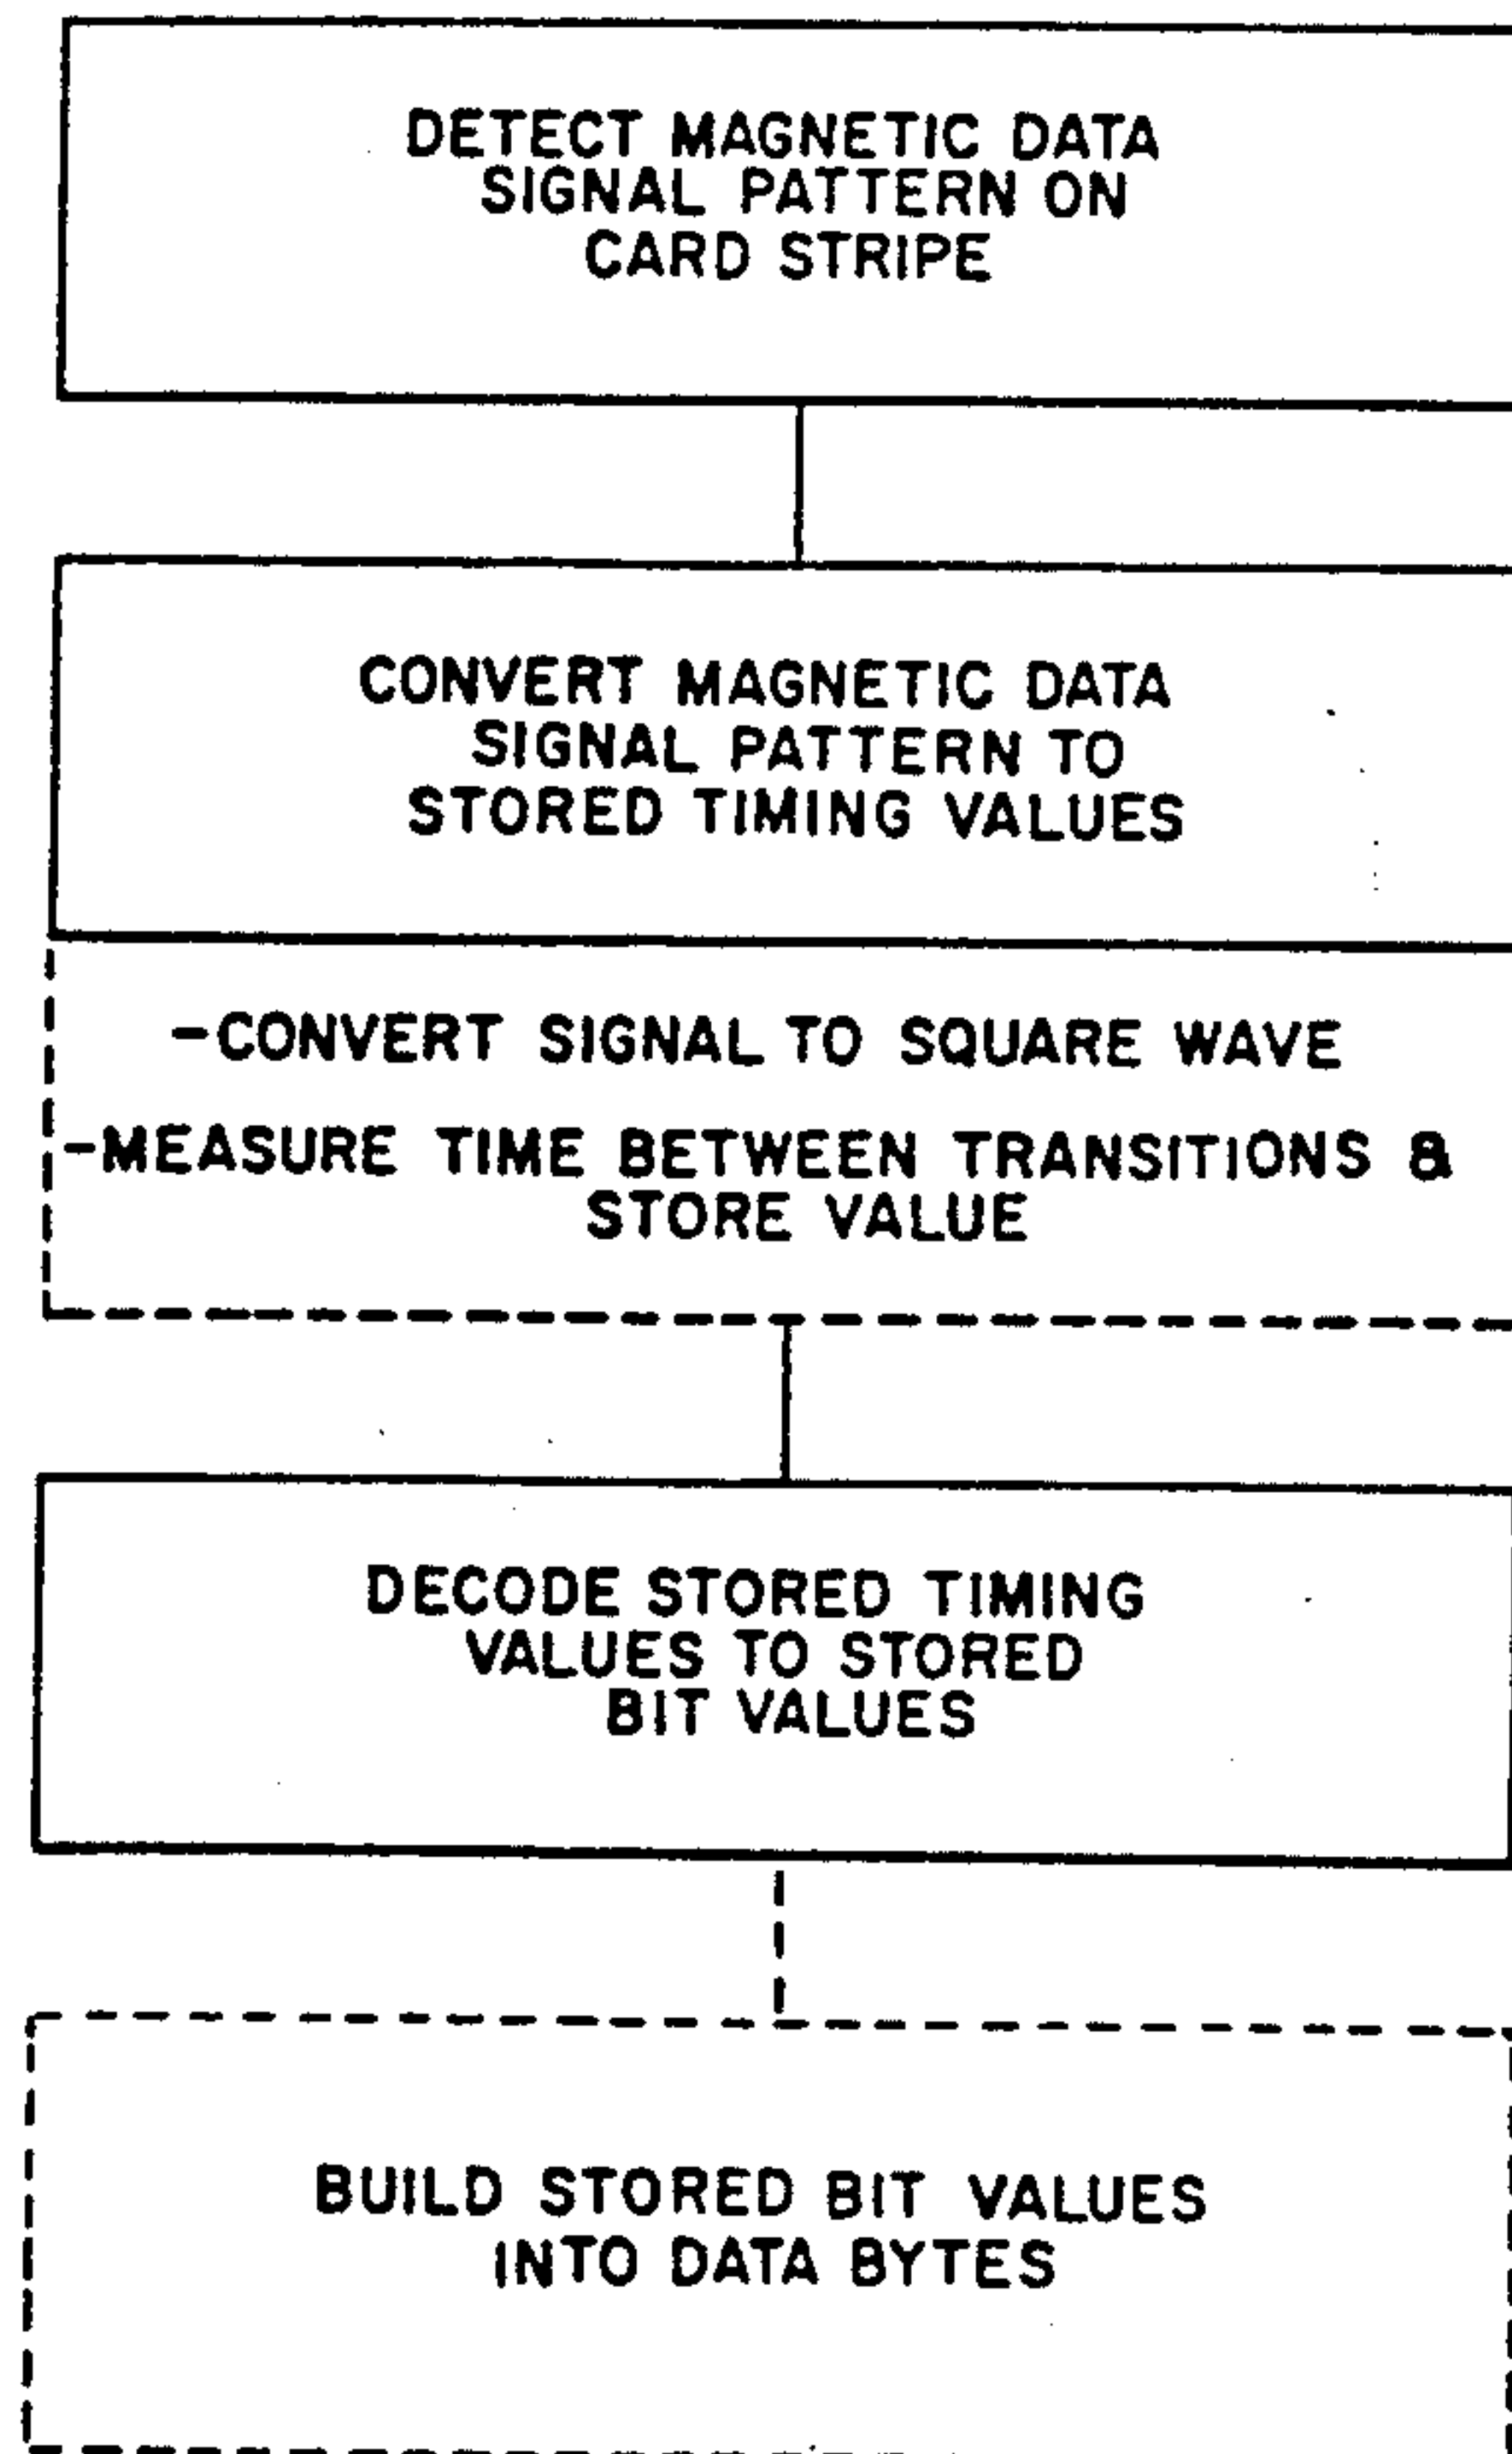 DETECT MAGNETIC DATA
SIGNAL PATTERN ON
CARD STRIPE
CONVERT MAGNETIC DATA
SIGNAL PATTERN TO
STORED TIMING VALUES
-CONVERT SIGNAL TO SQUARE WAVE
-MEASURE TIME BETWEEN TRANSITIONS &
STORE VALUE
DECODE STORED TIMING
VALUES TO STORED
BIT VALUES
BUILD STORED BIT VALUES
INTO DATA BYTES